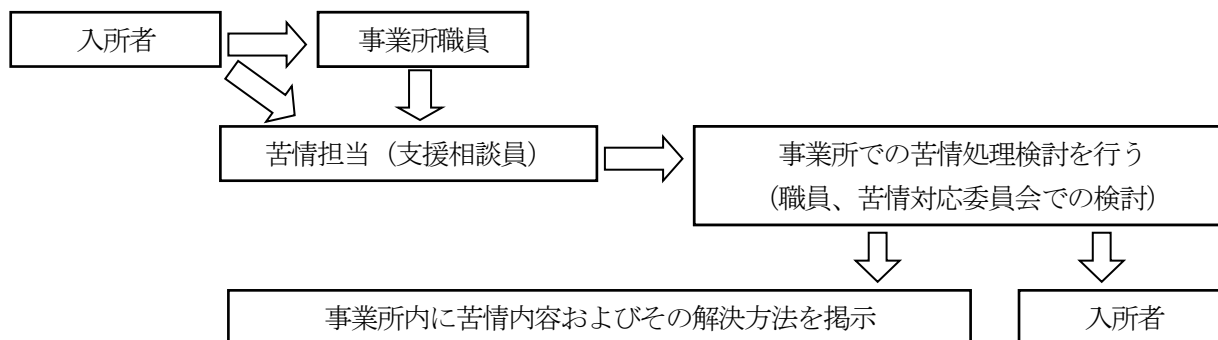 入所者
事業所職員
苦情担当（支援相談員）
事業所での苦情処理検討を行う
（職員、苦情対応委員会での検討）
事業所内に苦情内容およびその解決方法を掲示
入所者